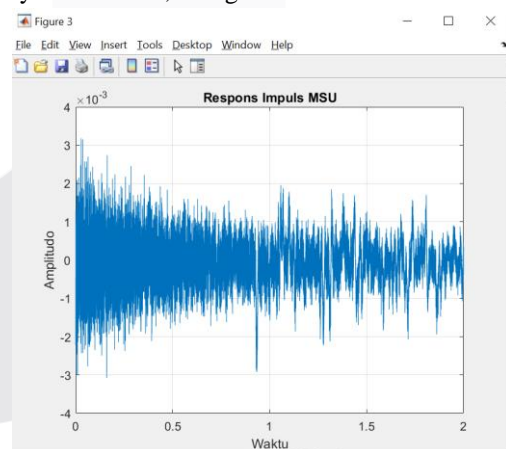 Figure 3
File Edit View Insert Tools Desktop Window Help
×10-3
Respons Impuls MSU
4
3
2
1
0
-1
-2
-3
-4
Amplitudo
0 0.5 1 1.5 2
Waktu